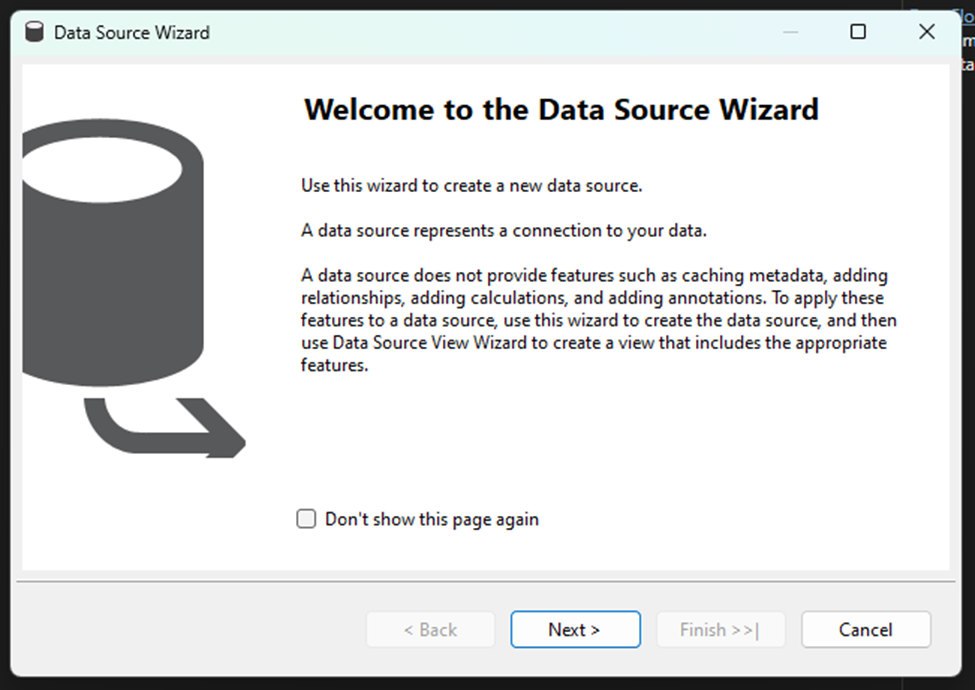 Data Source Wizard
Welcome to the Data Source Wizard
Use this wizard to create a new data source.
A data source represents a connection to your data.
A data source does not provide features such as caching metadata, adding
relationships, adding calculations, and adding annotations. To apply these
features to a data source, use this wizard to create the data source, and then
use Data Source View Wizard to create a view that includes the appropriate
features.
Don't show this page again
< Back
Next >
Finish >>|
Cancel